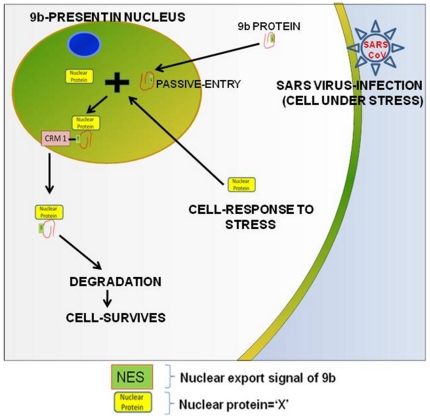 9b-PRESENT IN NUCLEUS
9b PROTEIN
SARS
CoV
Nuclear
Protein
PASSIVE-ENTRY
SARS VIRUS-INFECTION
(CELL UNDER STRESS)
Nuclear
Protein
CRM 1
Nuclear
Protein
CELL-RESPONSE TO
STRESS
Nuclear
Protein
DEGRADATION
CELL-SURVIVES
NES
Nuclear export signal of 9b
Nuclear
Protein
Nuclear protein='X'